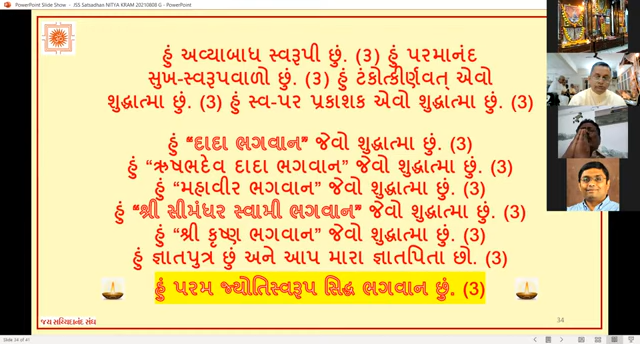 PowerPoint Slide Show - JSS Satsadhan NITYA KRAM 20210808 G - PowerPoint
હું અવ્યાબાધ સ્વરૂપી છું. (3) હું પરમાનંદ
સુખ-સ્વરૂપવાળો છું. (3) હું ટંકોત્કીર્ણવત્ એવો
શુદ્ધાત્મા છું. (3) હું સ્વ-પર પ્રકાશક એવો શુદ્ધાત્મા છું. (3)
હું “દાદા ભગવાન” જેવો શુદ્ધાત્મા છું. (3)
હું “ઋષભદેવ દાદા ભગવાન” જેવો શુદ્ધાત્મા છું. (3)
હું “મહાવીર ભગવાન” જેવો શુદ્ધાત્મા છું. (3)
હું “શ્રી સીમંધર સ્વામી ભગવાન” જેવો શુદ્ધાત્મા છું. (3)
હું “શ્રી કૃષ્ણ ભગવાન” જેવો શુદ્ધાત્મા છું. (3)
હું જ્ઞાતપુત્ર છું અને આપ મારા જ્ઞાતપિતા છો. (3)
હું પરમ જ્યોતિસ્વરૂપ સિદ્ધ ભગવાન છું. (3)
જય સચ્ચિદાનંદ સંઘ
34
Slide 34 of 41